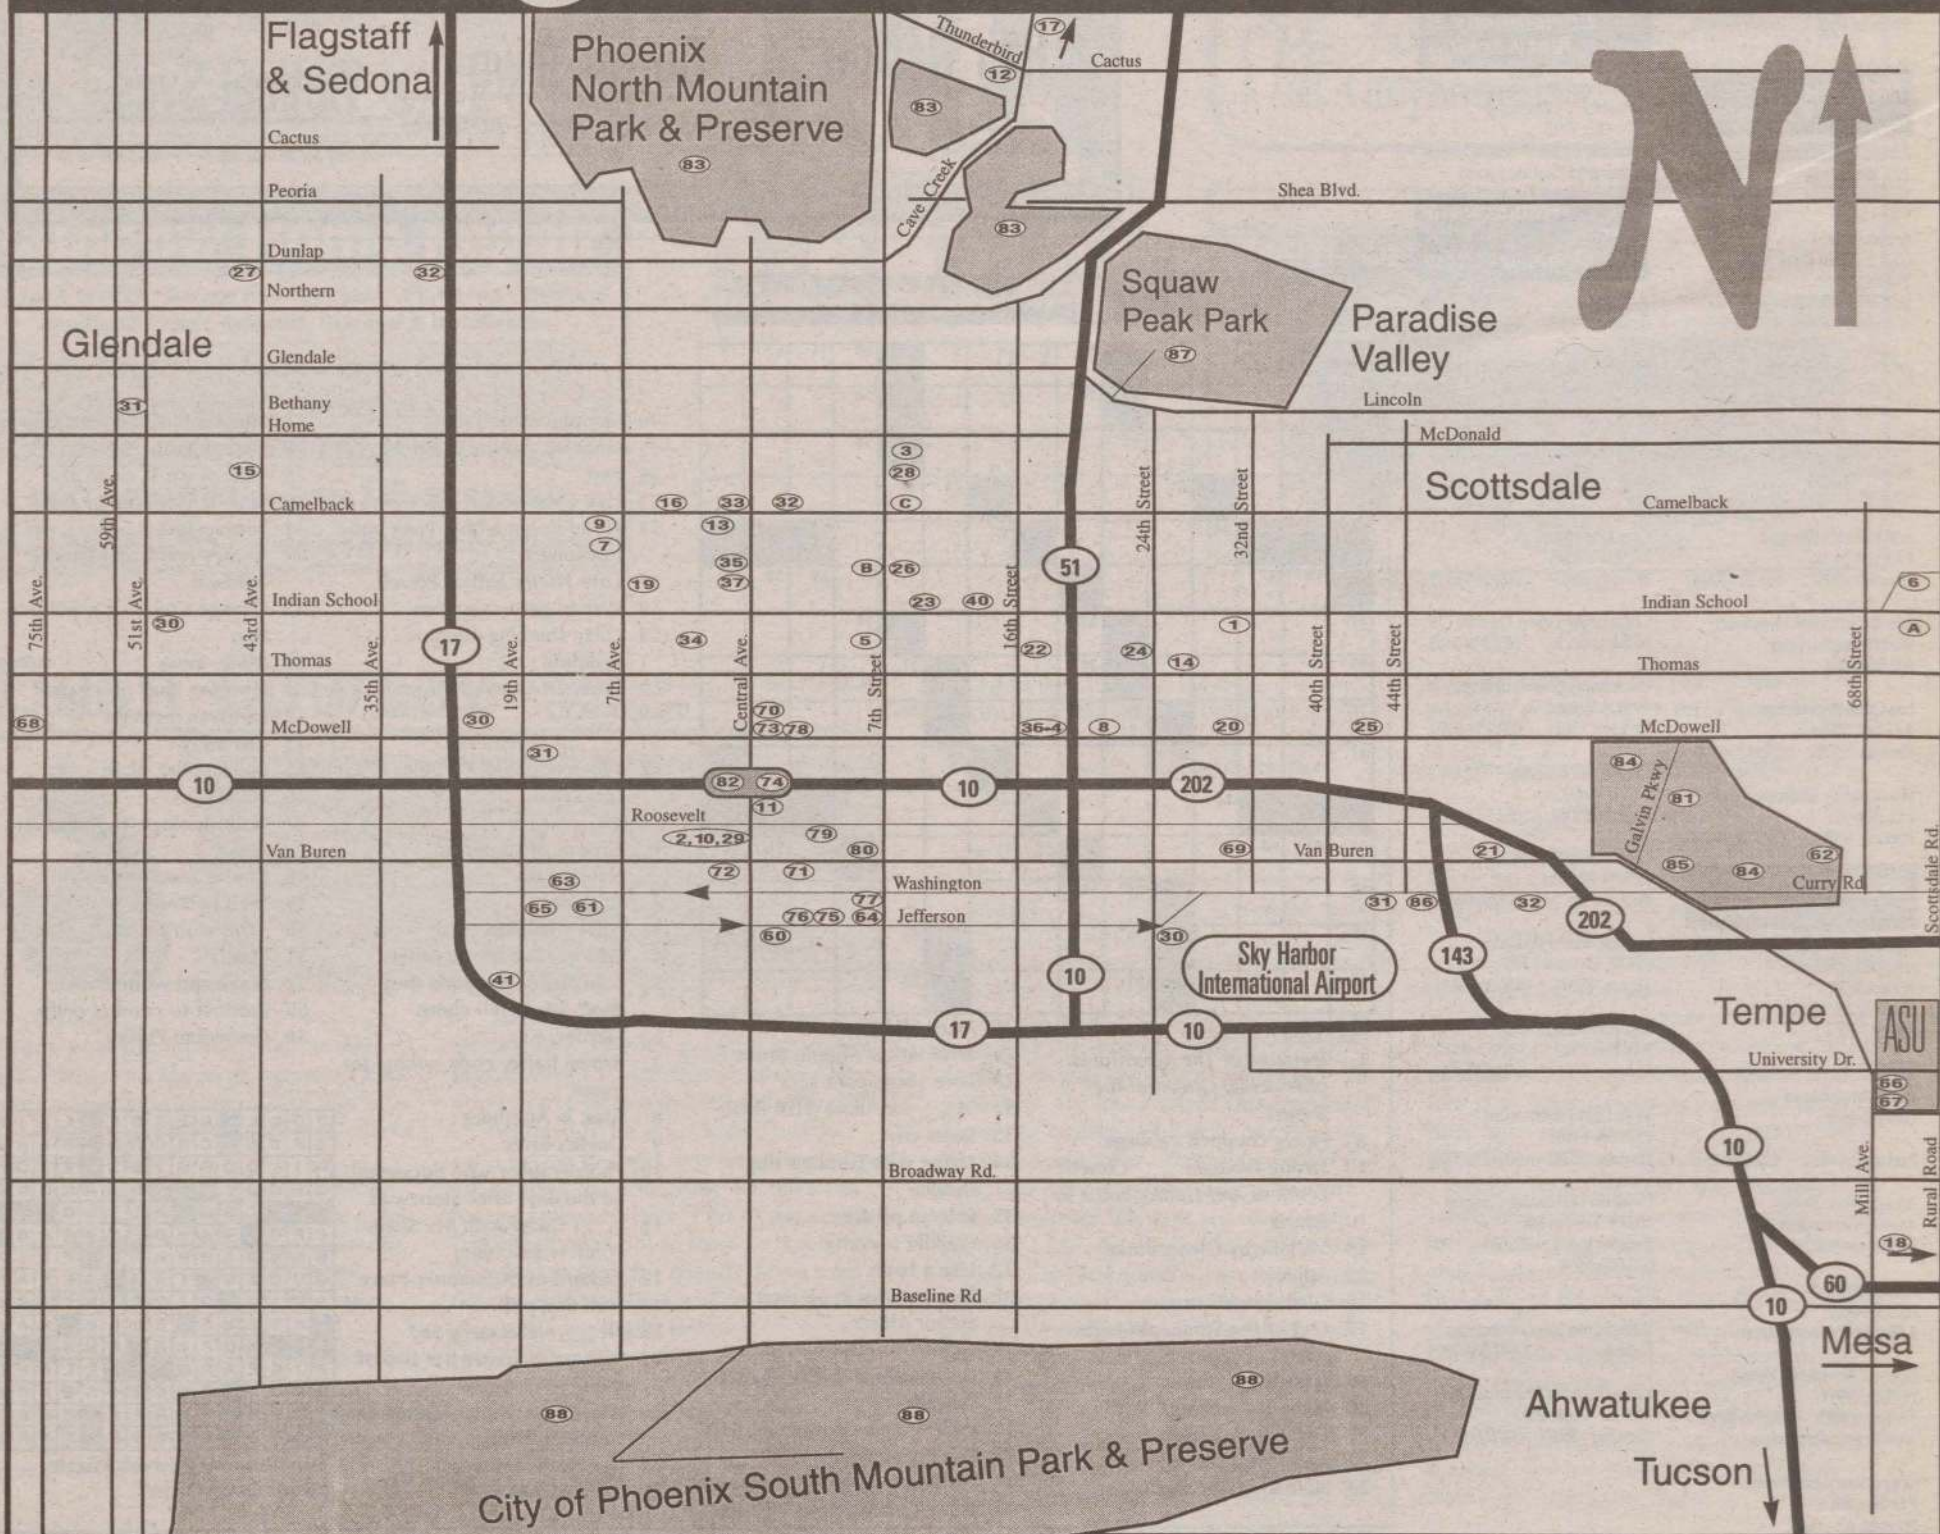 Flagstaff
& Sedona
Phoenix
North Mountain
Park & Preserve
83
Thunderbird
17
12
Cactus
83
N
Cactus
Peoria
Cave Creek
83
Shea Blvd.
Dunlap
27
32
Northern
Squaw
Peak Park
87
Paradise
Valley
Glendale
Glendale
31
Bethany
Home
Lincoln
McDonald
3
15
28
Scottsdale
59th Ave.
Camelback
16
33
32
C
24th Street
32nd Street
Camelback
9
13
7
35
B
26
51
19
37
6
75th Ave.
51st Ave.
43rd Ave.
Indian School
23
40
16th Street
Indian School
30
17
34
5
22
24
14
1
A
35th Ave.
Thomas
19th Ave.
7th Ave.
Central Ave.
7th Street
40th Street
44th Street
Thomas
68th Street
68
McDowell
30
70
73
78
36-4
8
20
25
McDowell
31
10
82
74
10
202
84
Galvin Pkwy
81
11
Roosevelt
2,10,29
79
80
Van Buren
69
Van Buren
21
85
84
62
Curry Rd
Scottsdale Rd.
72
71
63
Washington
65
61
77
76
75
64
Jefferson
60
30
31
86
32
202
Sky Harbor
International Airport
143
41
10
17
10
Tempe
ASU
University Dr.
66
67
10
Broadway Rd.
Mill Ave.
Rural Road
18
60
Baseline Rd
10
Mesa
88
88
88
Ahwatukee
City of Phoenix South Mountain Park & Preserve
Tucson